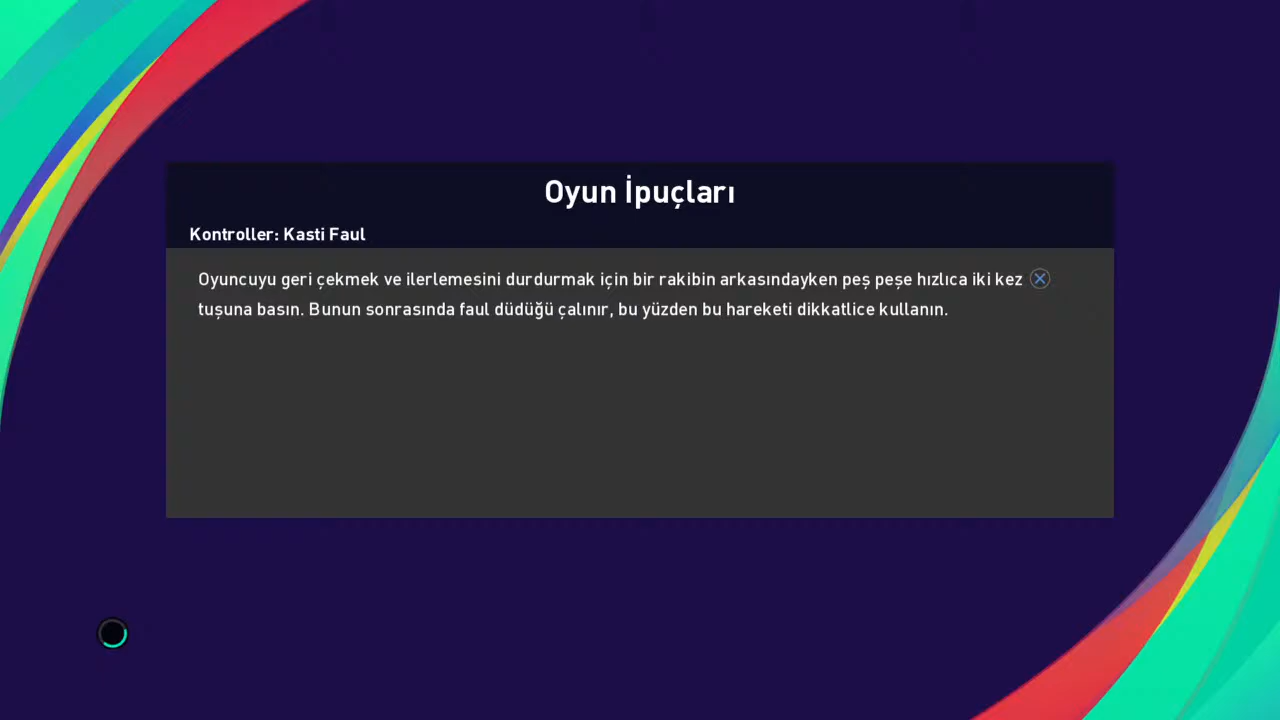 Oyun İpuçları
Kontroller: Kasti Faul
Oyuncuyu geri çekmek ve ilerlemesini durdurmak için bir rakibin arkasındayken peş peşe hızlıca iki kez
tuşuna basın. Bunun sonrasında faul düdüğü çalınır, bu yüzden bu hareketi dikkatlice kullanın.